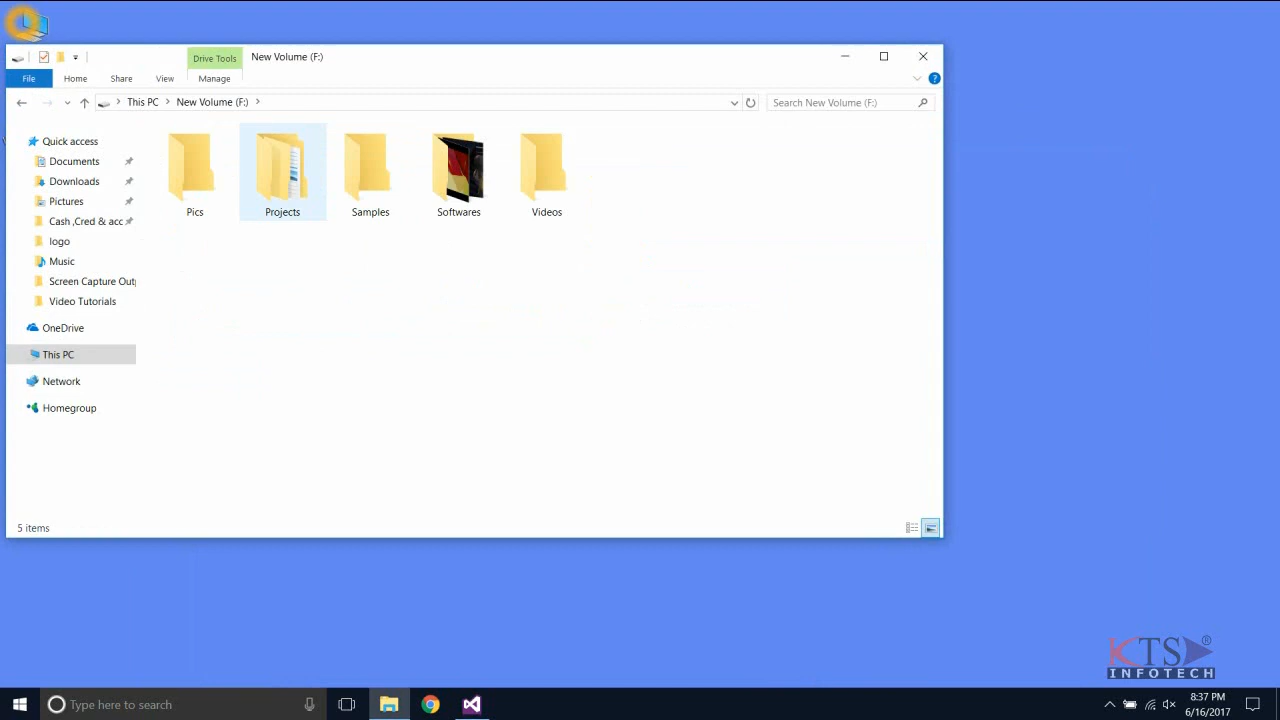 Drive Tools
New Volume (F:)
File
Home
Share
View
Manage
This PC
New Volume (F:)
Search New Volume (F:)
Quick access
Documents
Downloads
Pictures
Cash ,Cred & acc
logo
Music
Screen Capture Out
Video Tutorials
OneDrive
This PC
Network
Homegroup
Pics
Projects
Samples
Softwares
Videos
5 items
KTS ®
INFOTECH
Type here to search
8:37 PM
6/16/2017